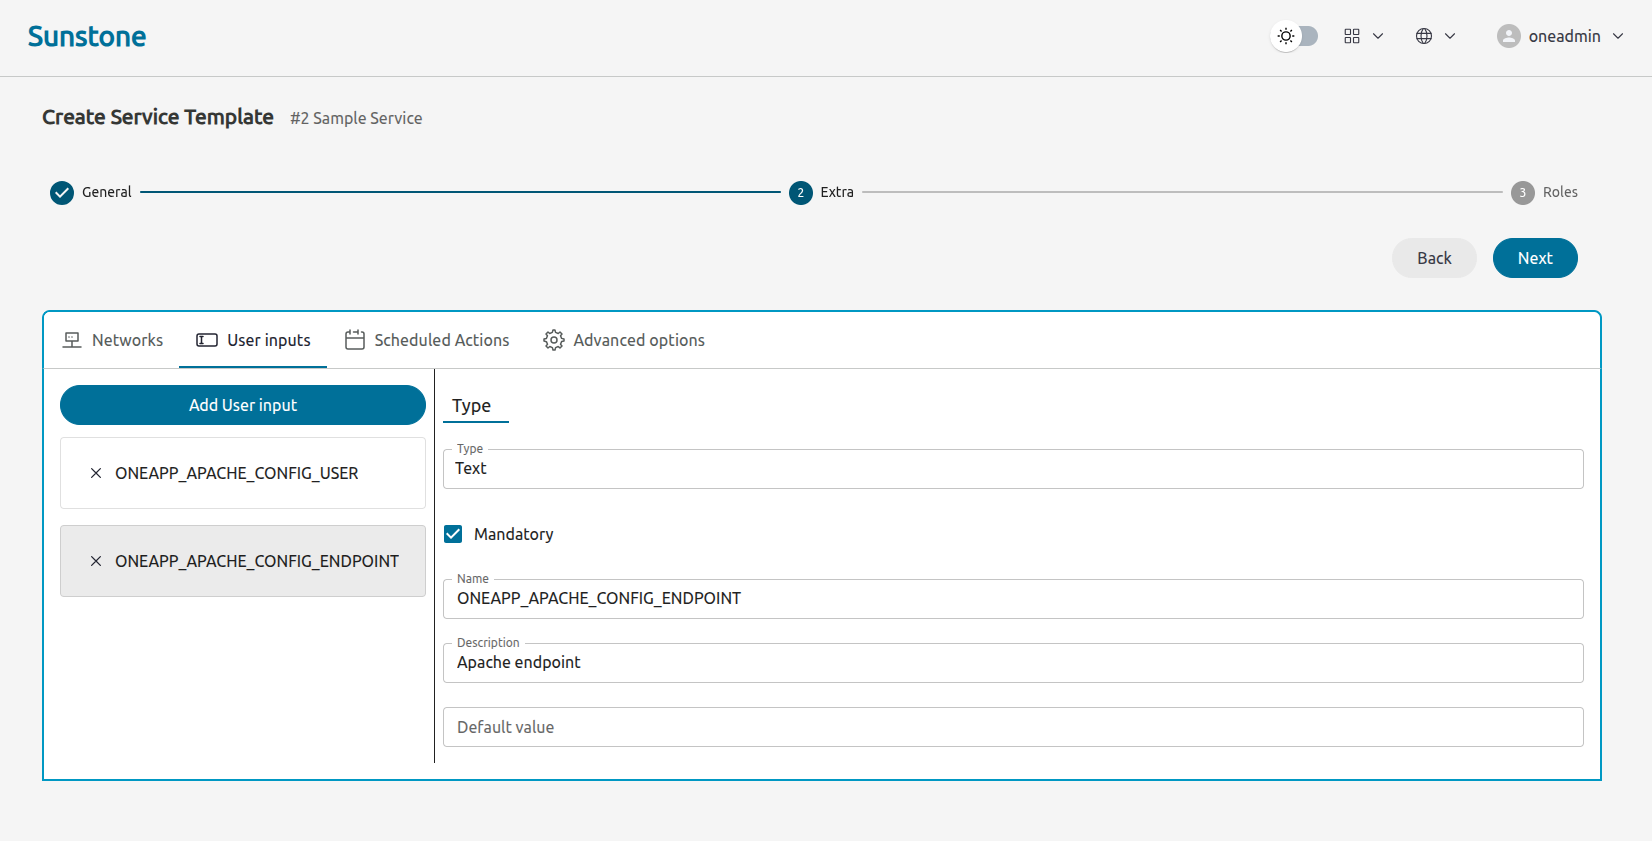 Sunstone
oneadmin
Create Service Template #2 Sample Service
General
2 Extra
3 Roles
Back
Next
Networks
User inputs
Scheduled Actions
Advanced options
Add User input
ONEAPP_APACHE_CONFIG_USER
ONEAPP_APACHE_CONFIG_ENDPOINT
Type
Type
Text
Mandatory
Name
ONEAPP_APACHE_CONFIG_ENDPOINT
Description
Apache endpoint
Default value